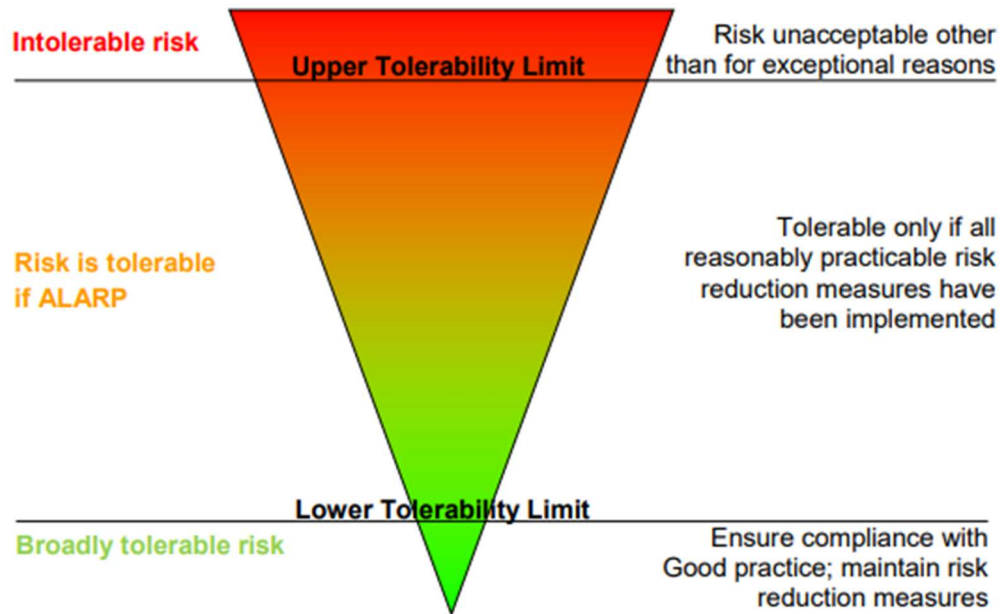 Intolerable risk
Upper Tolerability Limit
Risk unacceptable other
than for exceptional reasons
Risk is tolerable
if ALARP
Tolerable only if all
reasonably practicable risk
reduction measures have
been implemented
Lower Tolerability Limit
Broadly tolerable risk
Ensure compliance with
Good practice; maintain risk
reduction measures